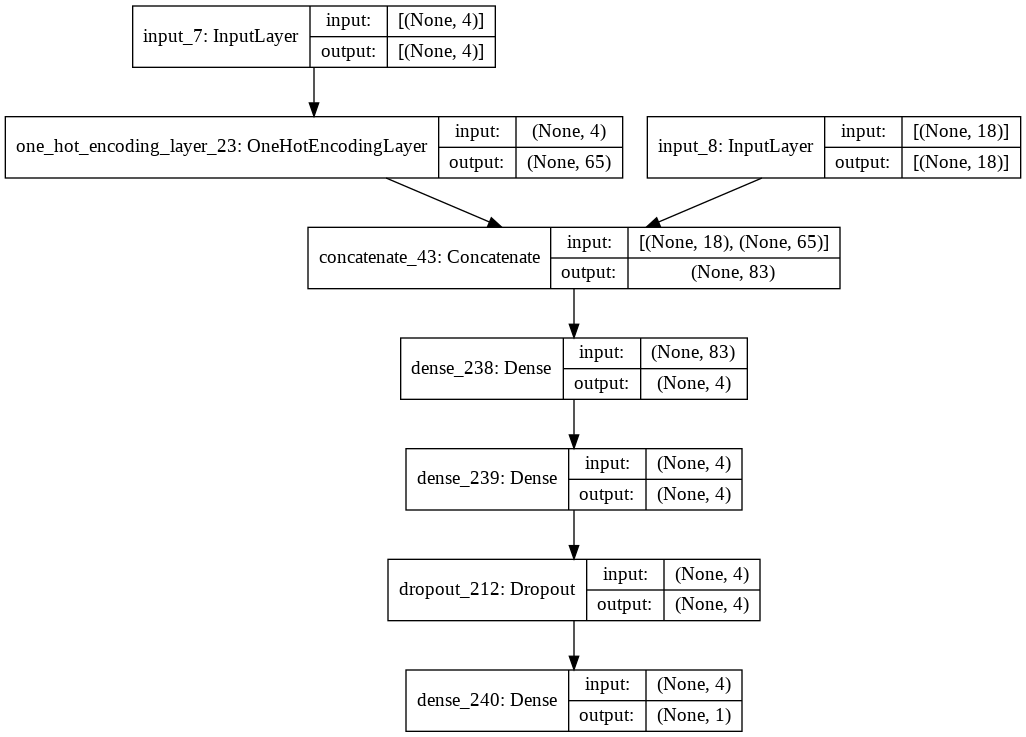 input_7: InputLayer
input: [(None, 4)]
output: [(None, 4)]
one_hot_encoding_layer_23: OneHotEncodingLayer
input: (None, 4)
output: (None, 65)
input_8: InputLayer
input: [(None, 18)]
output: [(None, 18)]
concatenate_43: Concatenate
input: [(None, 18), (None, 65)]
output: (None, 83)
dense_238: Dense
input: (None, 83)
output: (None, 4)
dense_239: Dense
input: (None, 4)
output: (None, 4)
dropout_212: Dropout
input: (None, 4)
output: (None, 4)
dense_240: Dense
input: (None, 4)
output: (None, 1)